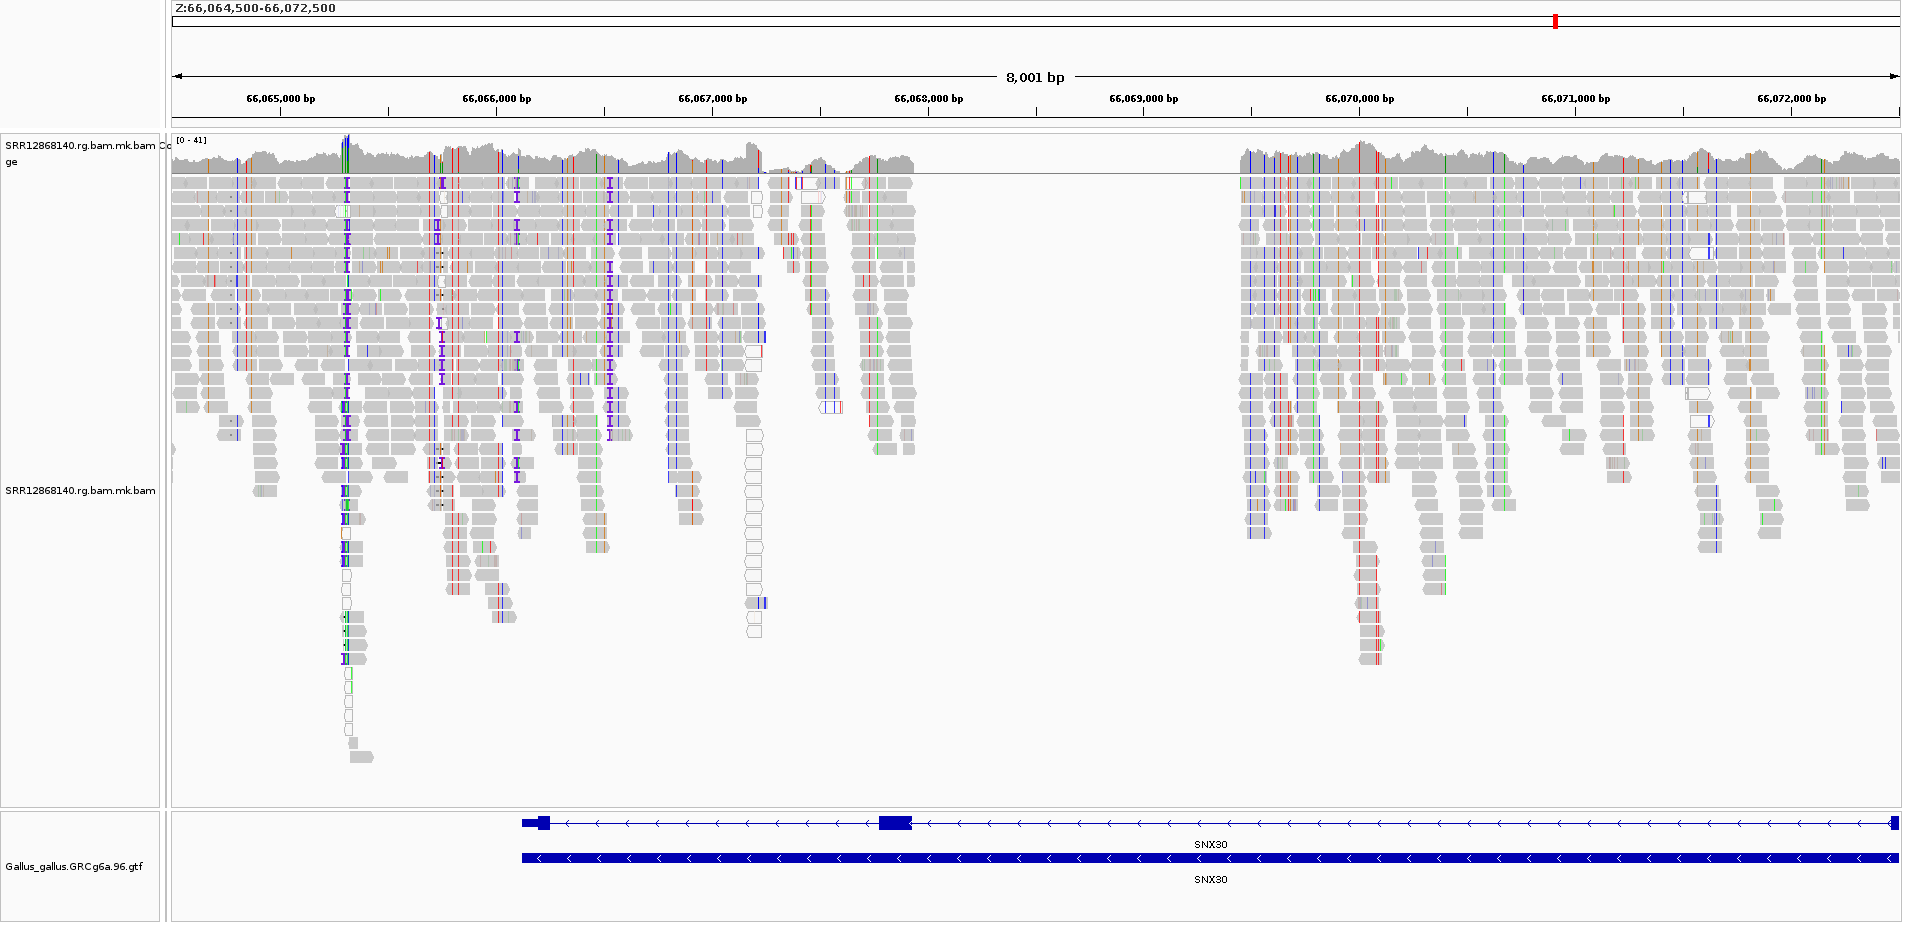 Z:66,064,500-66,072,500
8,001 bp
66,065,000 bp 66,066,000 bp 66,067,000 bp 66,068,000 bp 66,069,000 bp 66,070,000 bp 66,071,000 bp 66,072,000 bp
[0 - 41]
SRR12868140.rg.bam.mk.bam Co
ge
SRR12868140.rg.bam.mk.bam
SNX30
Gallus_gallus.GRCg6a.96.gtf
SNX30